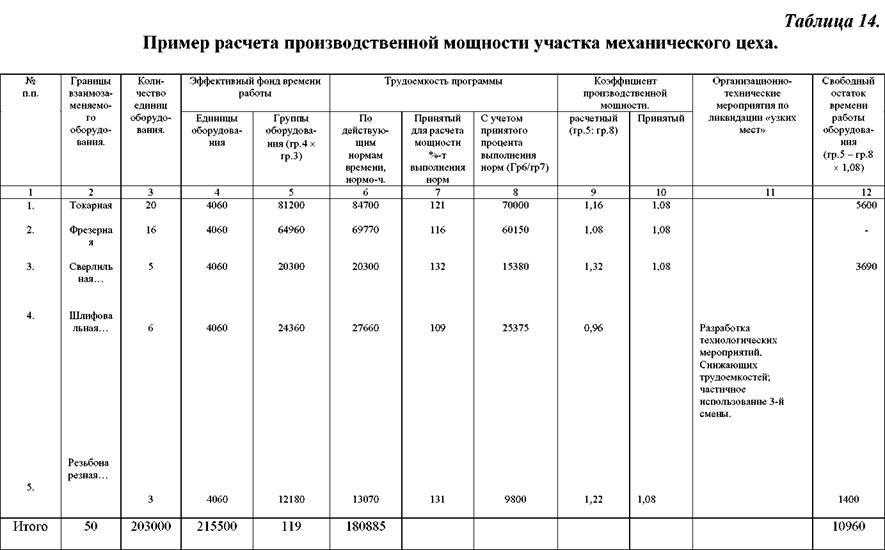 Таблица 14.
Пример расчета производственной мощности участка механического цеха.
№ п.п.
Границы взаимоза-
меняемо-
го
оборудо-
вания.
Коли-
чество
единиц
оборудо-
вания.
Эффективный фонд времени
работы
Трудоемкость программы
Коэффициент
производственной
мощности.
Организационно-
технические
мероприятия по
ликвидации «узких
мест»
Свободный
остаток
времени
работы
оборудова-
ния
(гр.5 – гр.8
× 1,08)
Единицы
оборудова-
ния
Группы
оборудова-
ния (гр.4 ×
гр.3)
По
действую-
щим
нормам
времени,
нормо-ч.
Принятый
для расчета
мощности
%-т
выполнения
норм
С учетом
принятого
процента
выполнения
норм (Гр6/гр7)
расчетный
(гр.5: гр.8)
Принятый
1 2 3 4 5 6 7 8 9 10 11 12
1. Токарная 20 4060 81200 84700 121 70000 1,16 1,08 5600
2. Фрезерна
я 16 4060 64960 69770 116 60150 1,08 1,08 -
3. Сверлиль
ная... 5 4060 20300 20300 132 15380 1,32 1,08 3690
4. Шлифова
льная... 6 4060 24360 27660 109 25375 0,96
Разработка
технологических
мероприятий.
Снижающих
трудоемкостей;
частичное
использование 3-й
смены.
Резьбона
резная...
5.
3 4060 12180 13070 131 9800 1,22 1,08 1400
Итого 50 203000 215500 119 180885 10960